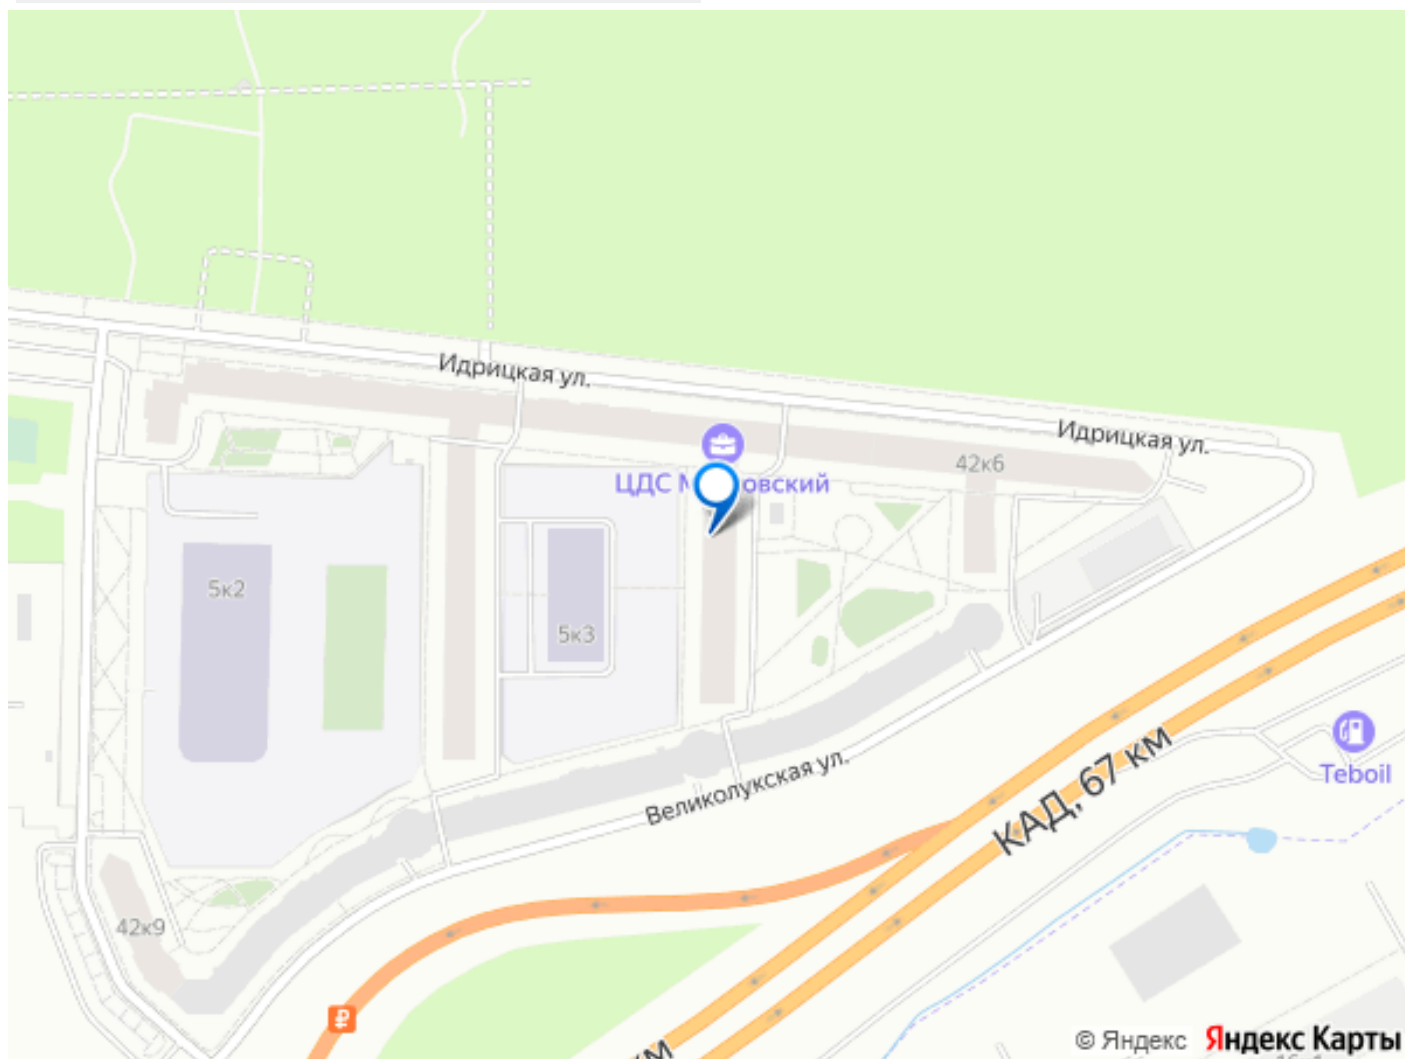 Идрицкая ул.
Идрицкая ул.
42к6
ЦДС М овский
5к2
5к3
Великолукская ул.
КАД, 67 км
Teboil
42к9
₽
км
© Яндекс Яндекс Карты